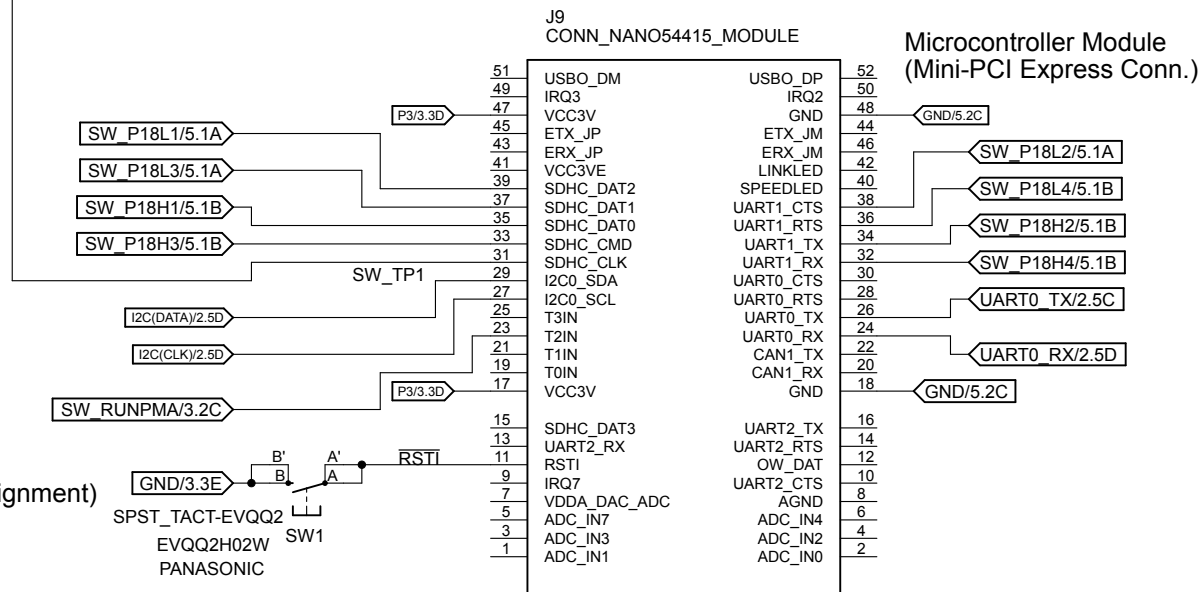 J9
CONN_NANO54415_MODULE
Microcontroller Module
(Mini-PCI Express Conn.)
51 USBO_DM USBO_DP 52
49 IRQ3 IRQ2 50
P3/3.3D 47 VCC3V GND 48 GND/5.2C
SW_P18L1/5.1A 45 ETX_JP ETX_JM 44
43 ERX_JP ERX_JM 46 SW_P18L2/5.1A
SW_P18L3/5.1A 41 VCC3VE LINKLED 42
39 SDHC_DAT2 SPEEDLED 40 SW_P18L4/5.1B
SW_P18H1/5.1B 37 SDHC_DAT1 UART1_CTS 38
35 SDHC_DAT0 UART1_RTS 36 SW_P18H2/5.1B
SW_P18H3/5.1B 33 SDHC_CMD UART1_TX 34
31 SDHC_CLK UART1_RX 32 SW_P18H4/5.1B
SW_TP1 29 I2C0_SDA UART0_CTS 30
27 I2C0_SCL UART0_RTS 28 UART0_TX/2.5C
I2C(DATA)/2.5D 25 T3IN UART0_TX 26
23 T2IN UART0_RX 24
I2C(CLK)/2.5D 21 T1IN CAN1_TX 22 UART0_RX/2.5D
19 T0IN CAN1_RX 20
P3/3.3D 17 VCC3V GND 18 GND/5.2C
SW_RUNPMA/3.2C
15 SDHC_DAT3 UART2_TX 16
13 UART2_RX UART2_RTS 14
B' A' RSTI 11 RSTI OW_DAT 12
GND/3.3E B A 9 IRQ7 UART2_CTS 10
ignment) 7 VDDA_DAC_ADC AGND 8
SPST_TACT-EVQQ2 5 ADC_IN7 ADC_IN4 6
SW1 3 ADC_IN3 ADC_IN2 4
EVQQ2H02W 1 ADC_IN1 ADC_IN0 2
PANASONIC